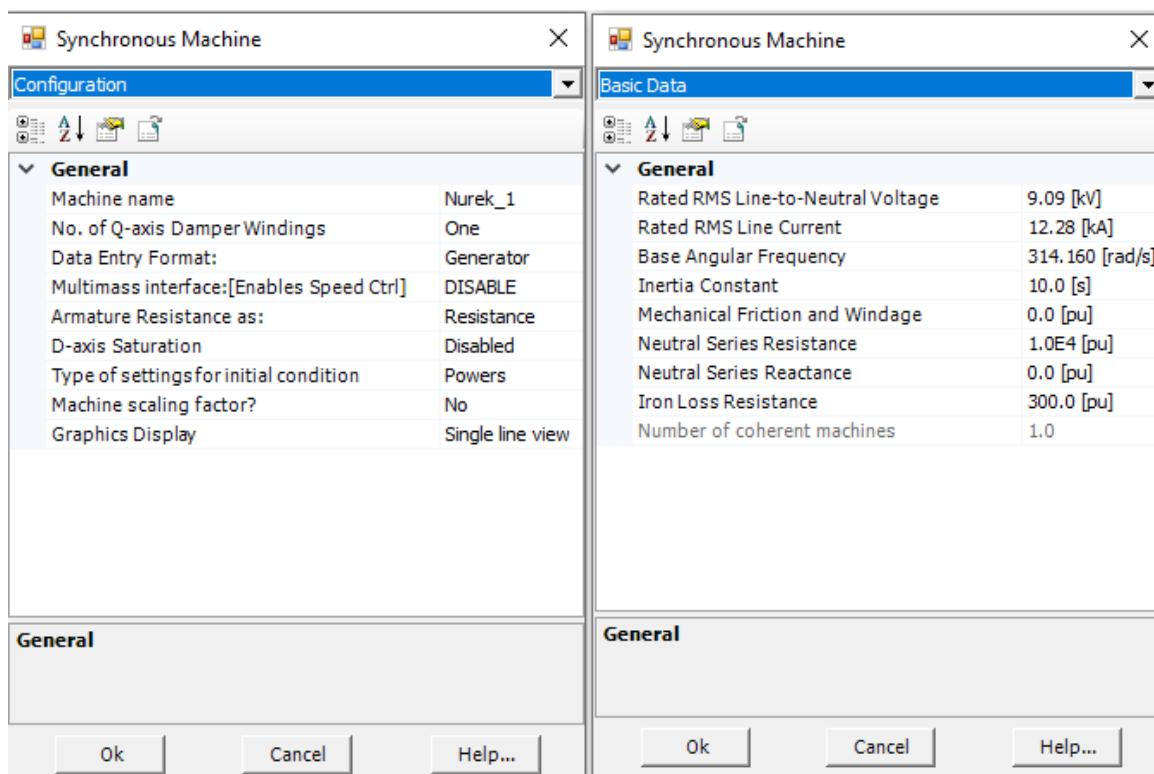 Synchronous Machine
Configuration
General
Machine name Nurek_1
No. of Q-axis Damper Windings One
Data Entry Format: Generator
Multimass interface:[Enables Speed Ctrl] DISABLE
Armature Resistance as: Resistance
D-axis Saturation Disabled
Type of settings for initial condition Powers
Machine scaling factor? No
Graphics Display Single line view
General
Ok Cancel Help...
Synchronous Machine
Basic Data
General
Rated RMS Line-to-Neutral Voltage 9.09 [kV]
Rated RMS Line Current 12.28 [kA]
Base Angular Frequency 314.160 [rad/s]
Inertia Constant 10.0 [s]
Mechanical Friction and Windage 0.0 [pu]
Neutral Series Resistance 1.0E4 [pu]
Neutral Series Reactance 0.0 [pu]
Iron Loss Resistance 300.0 [pu]
Number of coherent machines 1.0
General
Ok Cancel Help...